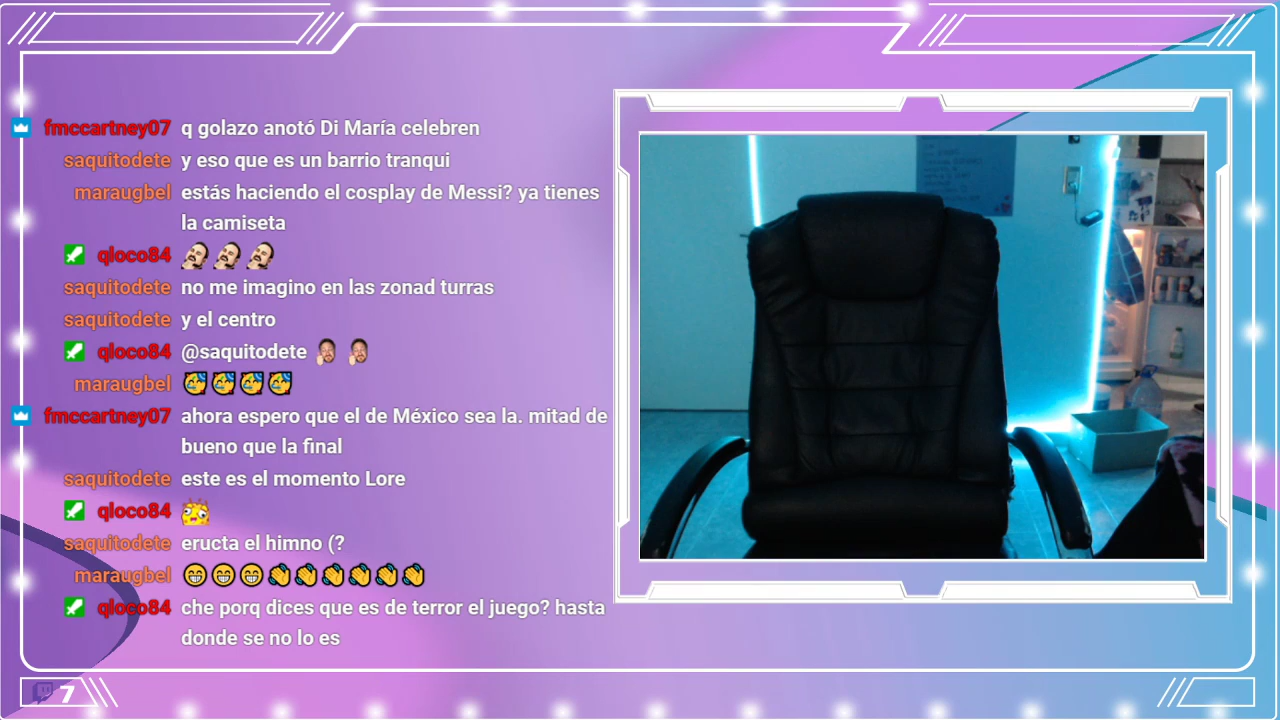 fmccartney07 q golazo anotó Di María celebren
saquitodete y eso que es un barrio tranqui
maraugbel estás haciendo el cosplay de Messi? ya tienes
la camiseta
qloco84
saquitodete no me imagino en las zonad turras
saquitodete y el centro
qloco84 @saquitodete
maraugbel 🥳🥳🥳🥳
fmccartney07 ahora espero que el de México sea la. mitad de
bueno que la final
saquitodete este es el momento Lore
qloco84
saquitodete eructa el himno (?
maraugbel 😁😁😁👏👏👏👏👏👏
qloco84 che porq dices que es de terror el juego? hasta
donde se no lo es
7